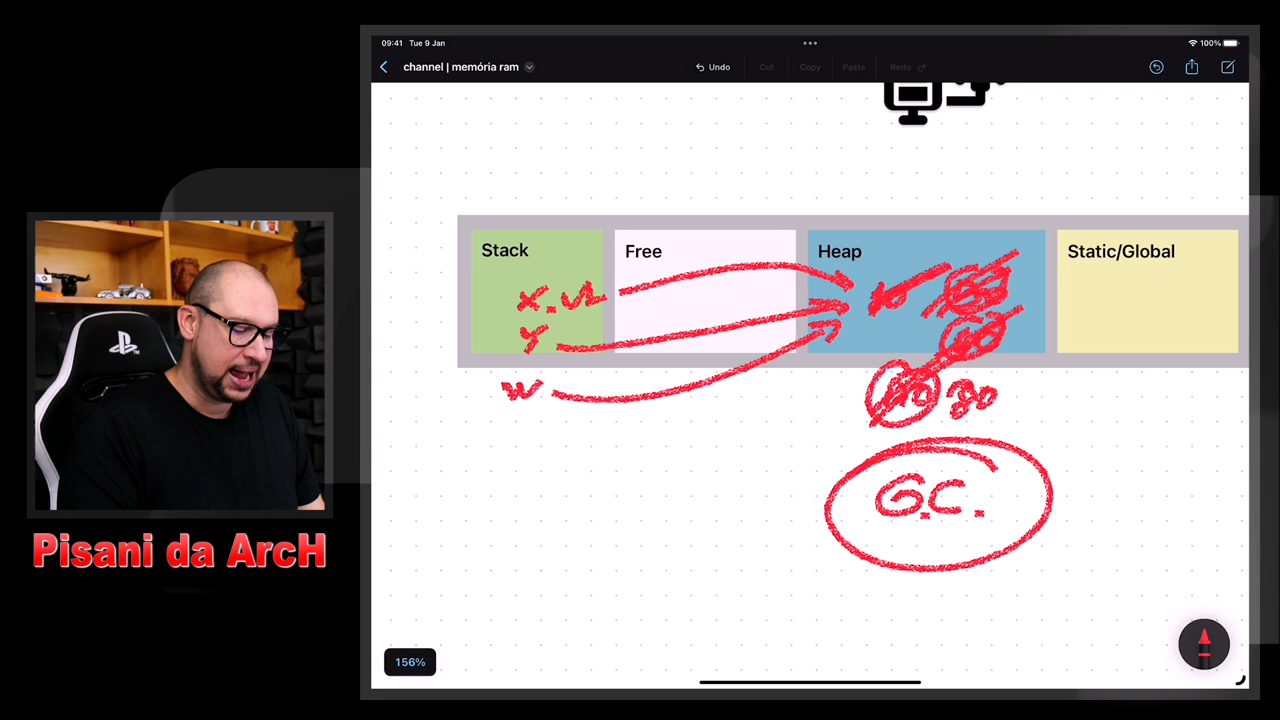 09:41 Tue 9 Jan
100%
channel | memória ram
Undo
Cut
Copy
Paste
Redo
Stack
Free
Heap
Static/Global
Y
W
80
G.C.
156%
Pisani da ArcH